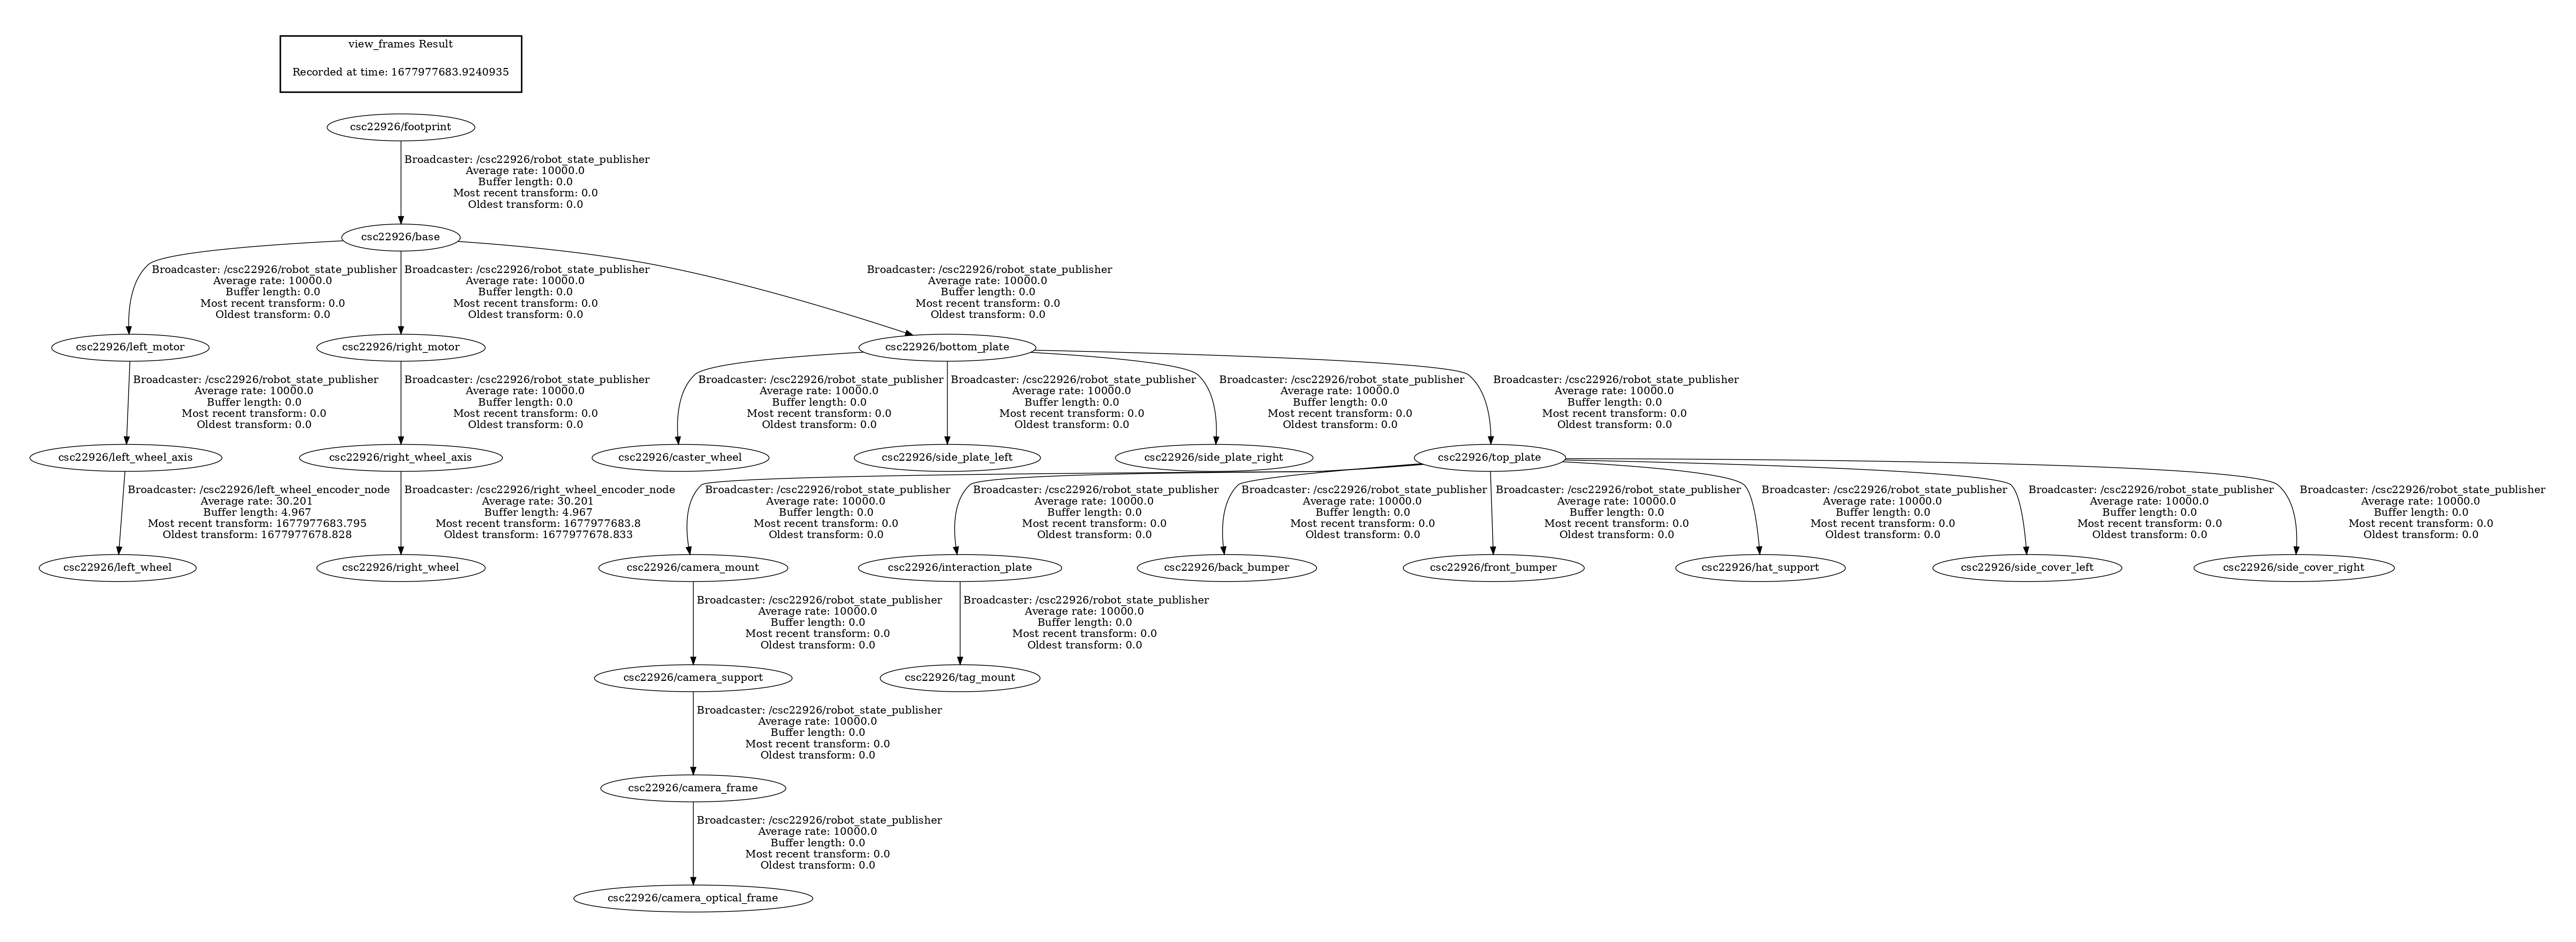 view_frames Result
Recorded at time: 1677977683.9240935
csc22926/footprint
Broadcaster: /csc22926/robot_state_publisher
Average rate: 10000.0
Buffer length: 0.0
Most recent transform: 0.0
Oldest transform: 0.0
csc22926/base
Broadcaster: /csc22926/robot_state_publisher
Average rate: 10000.0
Buffer length: 0.0
Most recent transform: 0.0
Oldest transform: 0.0
Broadcaster: /csc22926/robot_state_publisher
Average rate: 10000.0
Buffer length: 0.0
Most recent transform: 0.0
Oldest transform: 0.0
Broadcaster: /csc22926/robot_state_publisher
Average rate: 10000.0
Buffer length: 0.0
Most recent transform: 0.0
Oldest transform: 0.0
csc22926/left_motor
csc22926/right_motor
csc22926/bottom_plate
Broadcaster: /csc22926/robot_state_publisher
Average rate: 10000.0
Buffer length: 0.0
Most recent transform: 0.0
Oldest transform: 0.0
Broadcaster: /csc22926/robot_state_publisher
Average rate: 10000.0
Buffer length: 0.0
Most recent transform: 0.0
Oldest transform: 0.0
Broadcaster: /csc22926/robot_state_publisher
Average rate: 10000.0
Buffer length: 0.0
Most recent transform: 0.0
Oldest transform: 0.0
Broadcaster: /csc22926/robot_state_publisher
Average rate: 10000.0
Buffer length: 0.0
Most recent transform: 0.0
Oldest transform: 0.0
Broadcaster: /csc22926/robot_state_publisher
Average rate: 10000.0
Buffer length: 0.0
Most recent transform: 0.0
Oldest transform: 0.0
Broadcaster: /csc22926/robot_state_publisher
Average rate: 10000.0
Buffer length: 0.0
Most recent transform: 0.0
Oldest transform: 0.0
csc22926/left_wheel_axis
csc22926/right_wheel_axis
csc22926/caster_wheel
csc22926/side_plate_left
csc22926/side_plate_right
csc22926/top_plate
Broadcaster: /csc22926/left_wheel_encoder_node
Average rate: 30.201
Buffer length: 4.967
Most recent transform: 1677977683.795
Oldest transform: 1677977678.828
Broadcaster: /csc22926/right_wheel_encoder_node
Average rate: 30.201
Buffer length: 4.967
Most recent transform: 1677977683.8
Oldest transform: 1677977678.833
Broadcaster: /csc22926/robot_state_publisher
Average rate: 10000.0
Buffer length: 0.0
Most recent transform: 0.0
Oldest transform: 0.0
Broadcaster: /csc22926/robot_state_publisher
Average rate: 10000.0
Buffer length: 0.0
Most recent transform: 0.0
Oldest transform: 0.0
Broadcaster: /csc22926/robot_state_publisher
Average rate: 10000.0
Buffer length: 0.0
Most recent transform: 0.0
Oldest transform: 0.0
Broadcaster: /csc22926/robot_state_publisher
Average rate: 10000.0
Buffer length: 0.0
Most recent transform: 0.0
Oldest transform: 0.0
Broadcaster: /csc22926/robot_state_publisher
Average rate: 10000.0
Buffer length: 0.0
Most recent transform: 0.0
Oldest transform: 0.0
Broadcaster: /csc22926/robot_state_publisher
Average rate: 10000.0
Buffer length: 0.0
Most recent transform: 0.0
Oldest transform: 0.0
Broadcaster: /csc22926/robot_state_publisher
Average rate: 10000.0
Buffer length: 0.0
Most recent transform: 0.0
Oldest transform: 0.0
csc22926/left_wheel
csc22926/right_wheel
csc22926/camera_mount
csc22926/interaction_plate
csc22926/back_bumper
csc22926/front_bumper
csc22926/hat_support
csc22926/side_cover_left
csc22926/side_cover_right
Broadcaster: /csc22926/robot_state_publisher
Average rate: 10000.0
Buffer length: 0.0
Most recent transform: 0.0
Oldest transform: 0.0
Broadcaster: /csc22926/robot_state_publisher
Average rate: 10000.0
Buffer length: 0.0
Most recent transform: 0.0
Oldest transform: 0.0
csc22926/camera_support
csc22926/tag_mount
Broadcaster: /csc22926/robot_state_publisher
Average rate: 10000.0
Buffer length: 0.0
Most recent transform: 0.0
Oldest transform: 0.0
csc22926/camera_frame
Broadcaster: /csc22926/robot_state_publisher
Average rate: 10000.0
Buffer length: 0.0
Most recent transform: 0.0
Oldest transform: 0.0
csc22926/camera_optical_frame